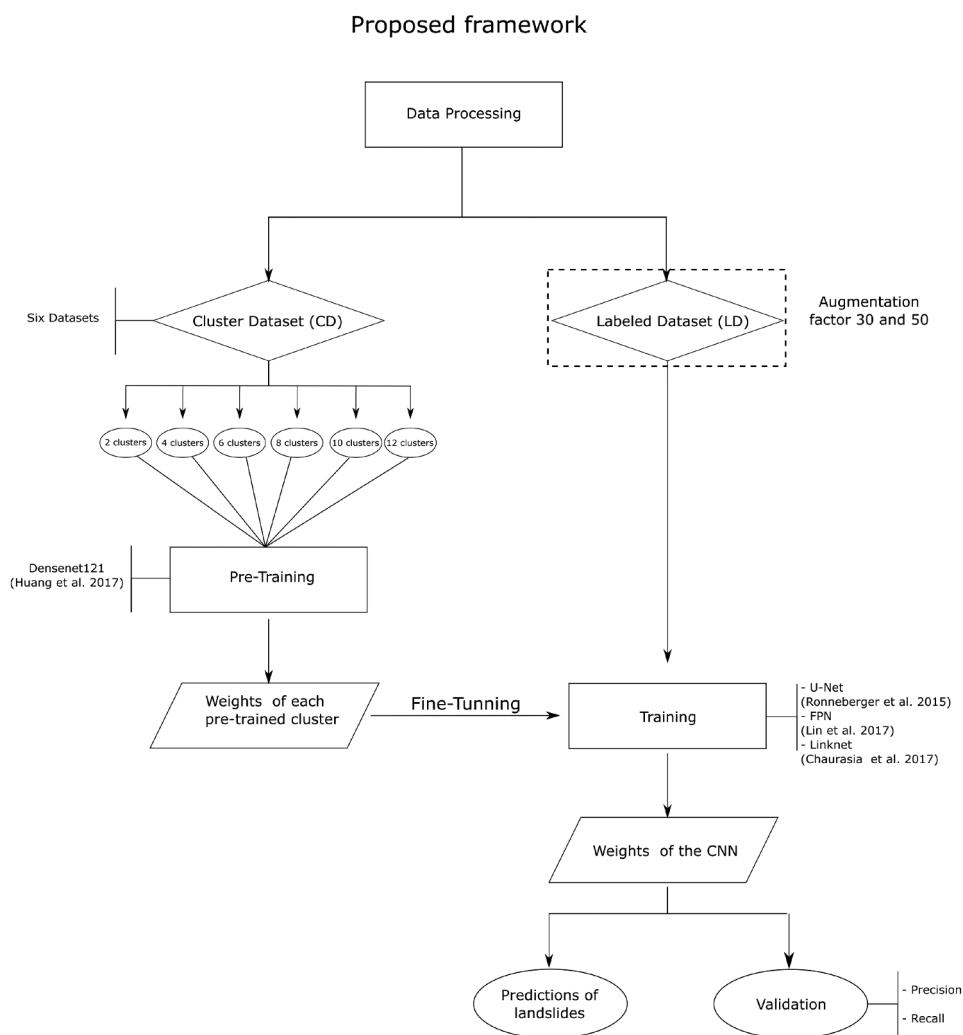 Proposed framework
Data Processing
Six Datasets
Cluster Dataset (CD)
Labeled Dataset (LD)
Augmentation
factor 30 and 50
2 clusters
4 clusters
6 clusters
8 clusters
10 clusters
12 clusters
Densenet121
(Huang et al. 2017)
Pre-Training
Weights of each
pre-trained cluster
Fine-Tunning
Training
- U-Net
(Ronneberger et al. 2015)
- FPN
(Lin et al. 2017)
- Linknet
(Chaurasia et al. 2017)
Weights of the CNN
Predictions of
landslides
Validation
- Precision
- Recall